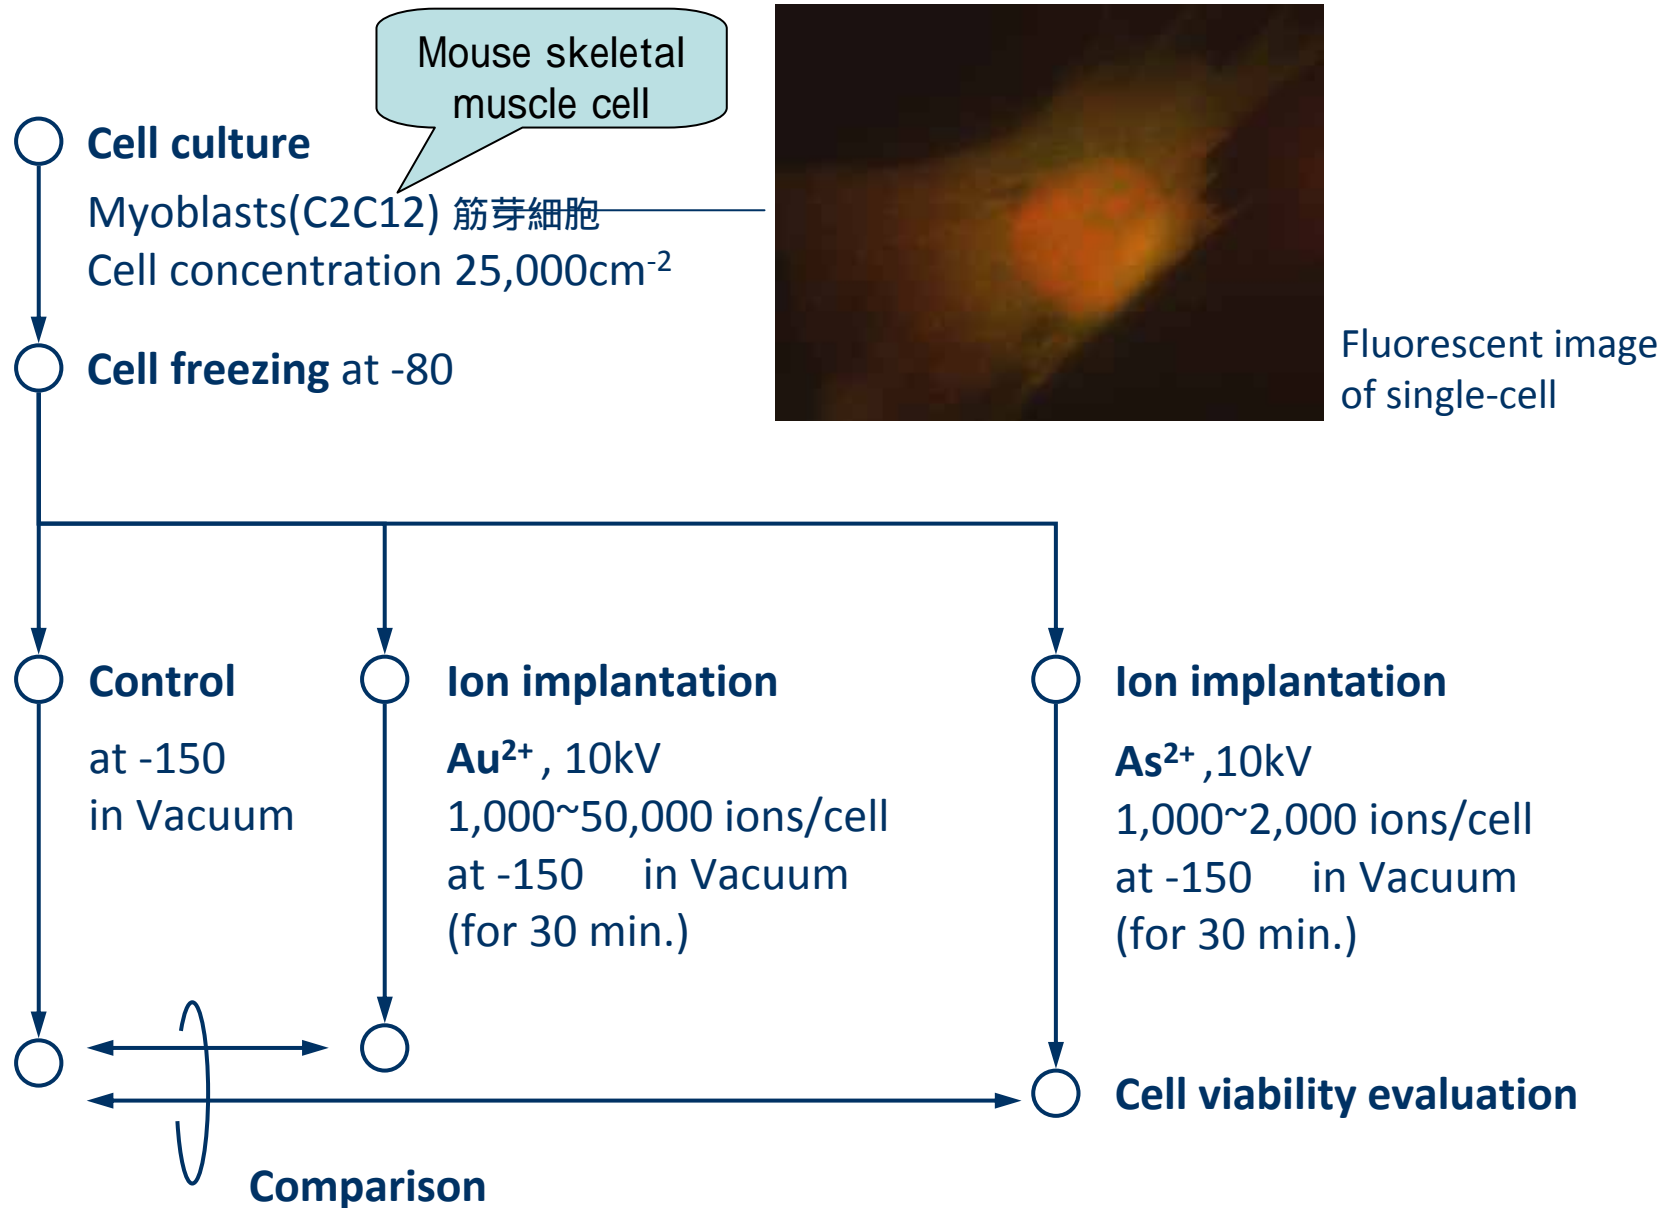 Mouse skeletal
muscle cell
Cell culture
Myoblasts(C2C12) 筋芽細胞
Cell concentration 25,000cm⁻²
Cell freezing at -80
Fluorescent image
of single-cell
Control
at -150
in Vacuum
Ion implantation
Au²⁺ , 10kV
1,000~50,000 ions/cell
at -150 in Vacuum
(for 30 min.)
Ion implantation
As²⁺ ,10kV
1,000~2,000 ions/cell
at -150 in Vacuum
(for 30 min.)
Cell viability evaluation
Comparison